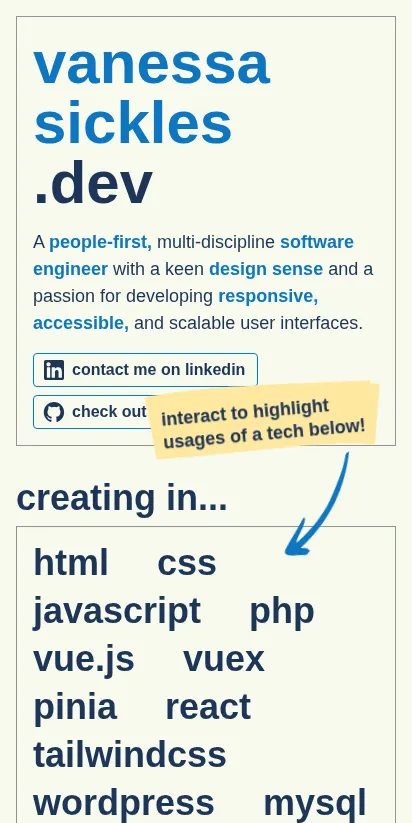 vanessa
sickles
.dev
A people-first, multi-discipline software
engineer with a keen design sense and a
passion for developing responsive,
accessible, and scalable user interfaces.
contact me on linkedin
check out
interact to highlight
usages of a tech below!
creating in...
html css
javascript php
vue.js vuex
pinia react
tailwindcss
wordpress mysql